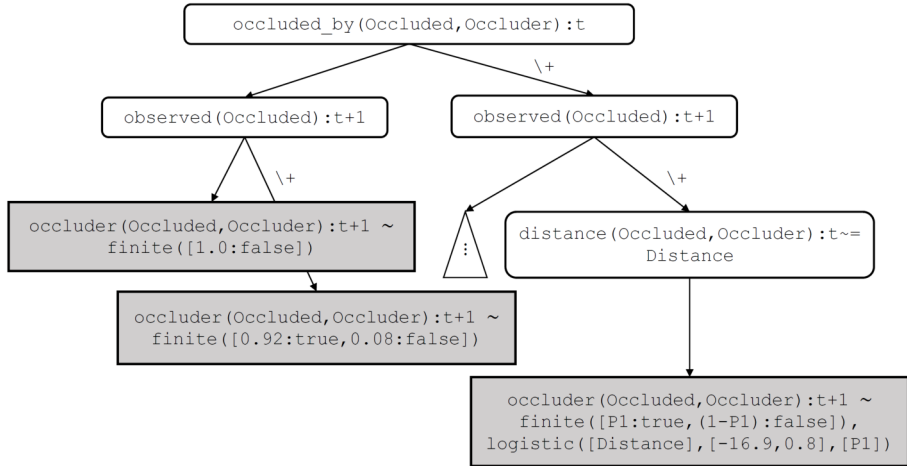 occluded_by(Occluded,Occluder):t
\+
observed(Occluded):t+1
observed(Occluded):t+1
\+
\+
occluder(Occluded,Occluder):t+1 ~
finite([1.0:false])
⋮
distance(Occluded,Occluder):t~=
Distance
occluder(Occluded,Occluder):t+1 ~
finite([0.92:true,0.08:false])
occluder(Occluded,Occluder):t+1 ~
finite([P1:true,(1-P1):false]),
logistic([Distance],[-16.9,0.8],[P1])